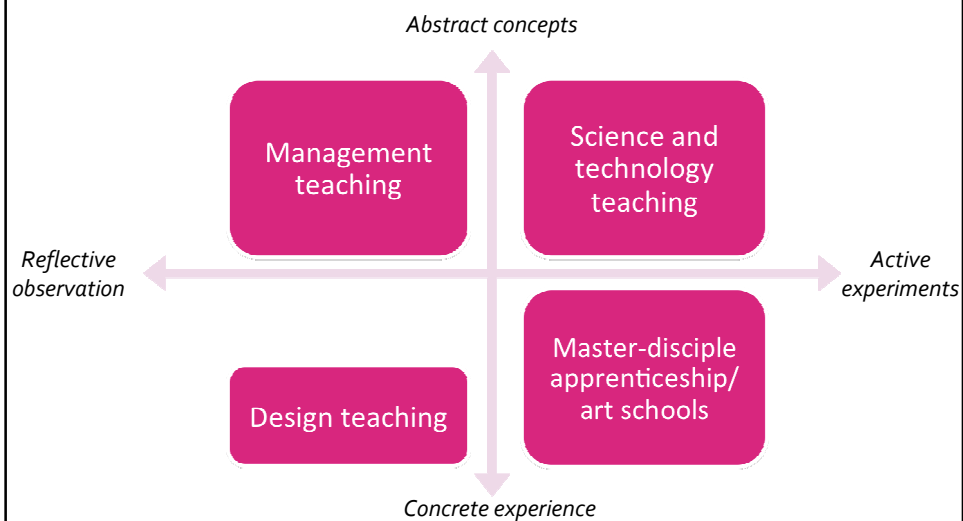 Abstract concepts
Management
teaching
Science and
technology
teaching
Reflective
observation
Active
experiments
Design teaching
Master-disciple
apprenticeship/
art schools
Concrete experience